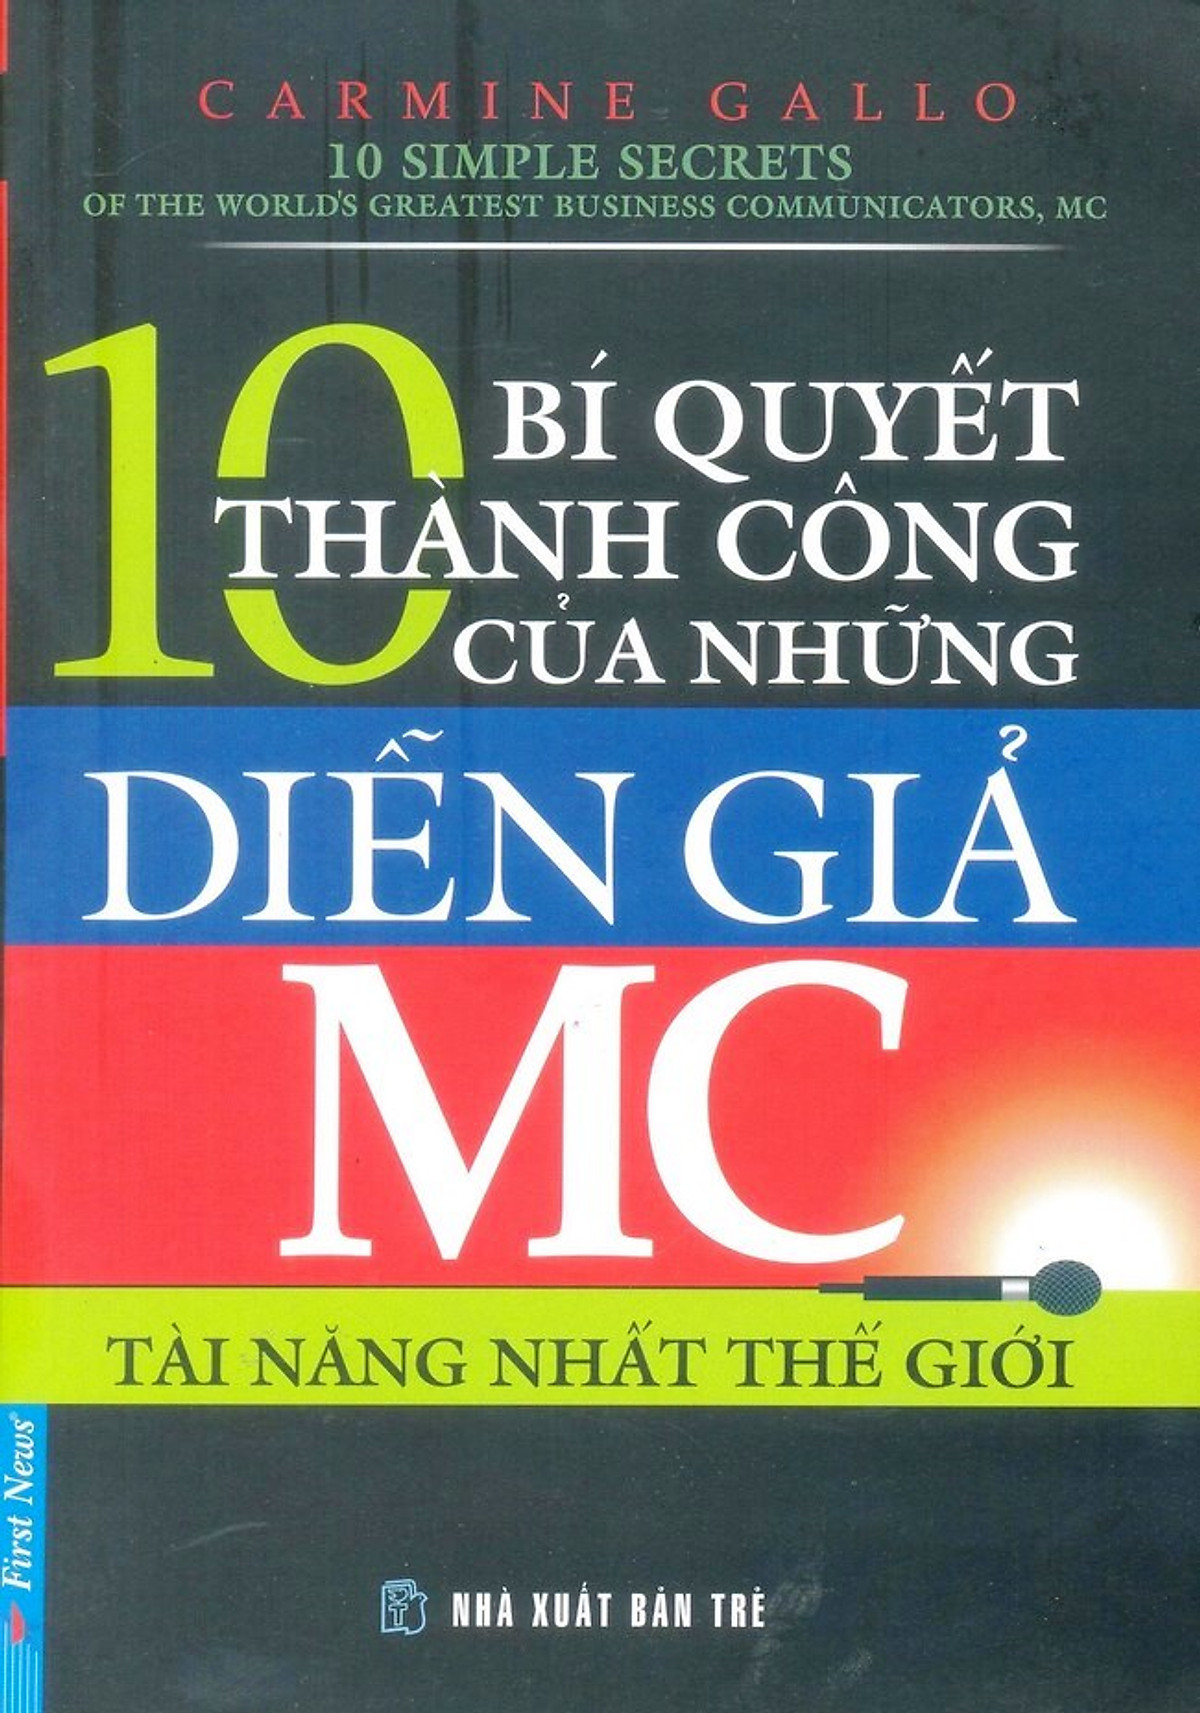 CARMINE GALLO
10 SIMPLE SECRETS
OF THE WORLD'S GREATEST BUSINESS COMMUNICATORS, MC
10 BÍ QUYẾT
THÀNH CÔNG
CỦA NHỮNG
DIỄN GIẢ
MC
TÀI NĂNG NHẤT THẾ GIỚI
First News®
NHÀ XUẤT BẢN TRẺ